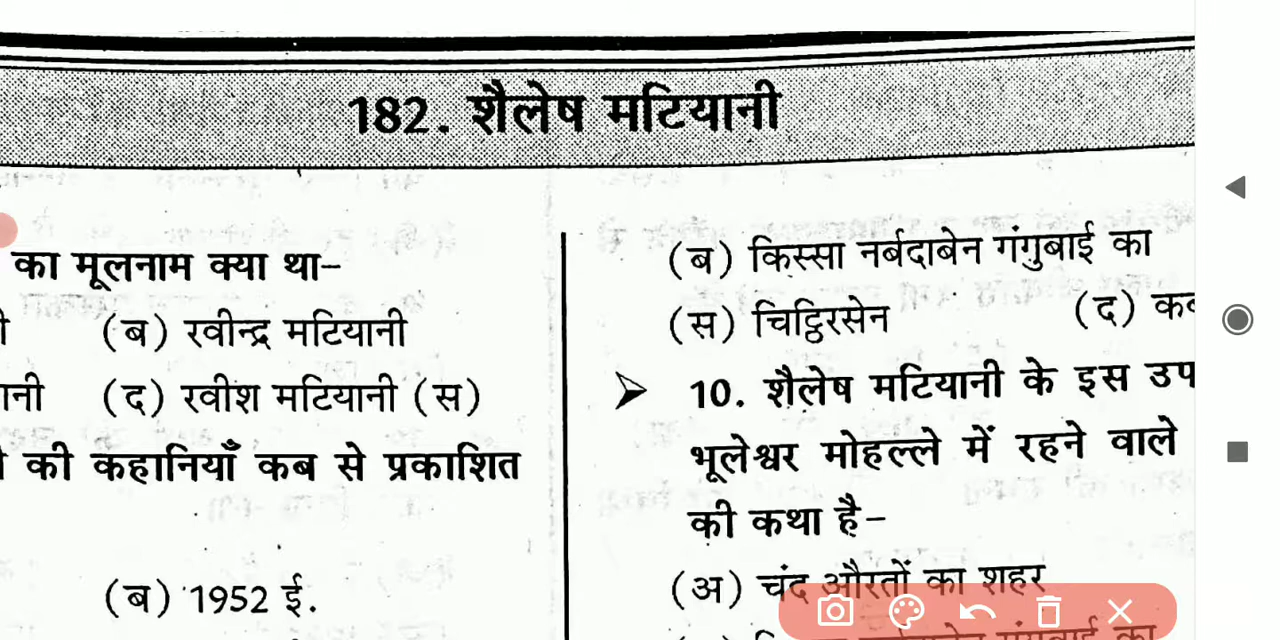 182. शैलेष मटियानी
का मूलनाम क्या था–
(ब) रवीन्द्र मटियानी
(द) रवीश मटियानी (स)
की कहानियाँ कब से प्रकाशित
(ब) 1952 ई.
(ब) किस्सा नर्बदाबेन गंगुबाई का
(स) चिट्ठिरसेन (द)
10. शैलेष मटियानी के इस
भूलेश्वर मोहल्ले में रहने वाले
की कथा है–
(अ) चंद औरतों का शहर
गंगुबाई का